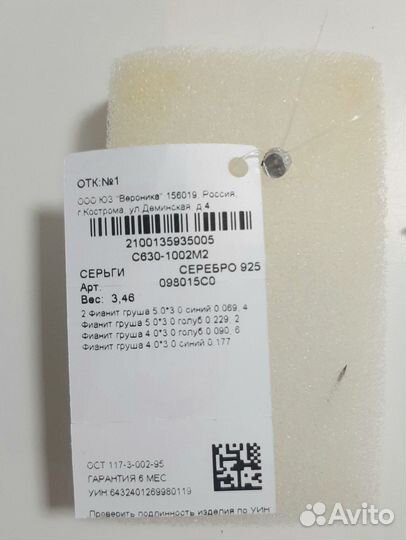 ОТК:№1
ООО ЮЗ "Вероника" 156019, Россия,
г.Кострома, ул.Деминская, д.4
2100135935005
С630-1002М2
СЕРЬГИ СЕРЕБРО 925
Арт. 098015С0
Вес: 3,46
2 Фианит груша 5.0*3.0 синий 0.069, 4
Фианит груша 5.0*3.0 голуб 0.229, 2
Фианит груша 4.0*3.0 голуб 0.090, 6
Фианит груша 4.0*3.0 синий 0.177
ОСТ 117-3-002-95
ГАРАНТИЯ 6 МЕС
УИН:6432401269980119
Проверить подлинность изделия по УИН
Avito